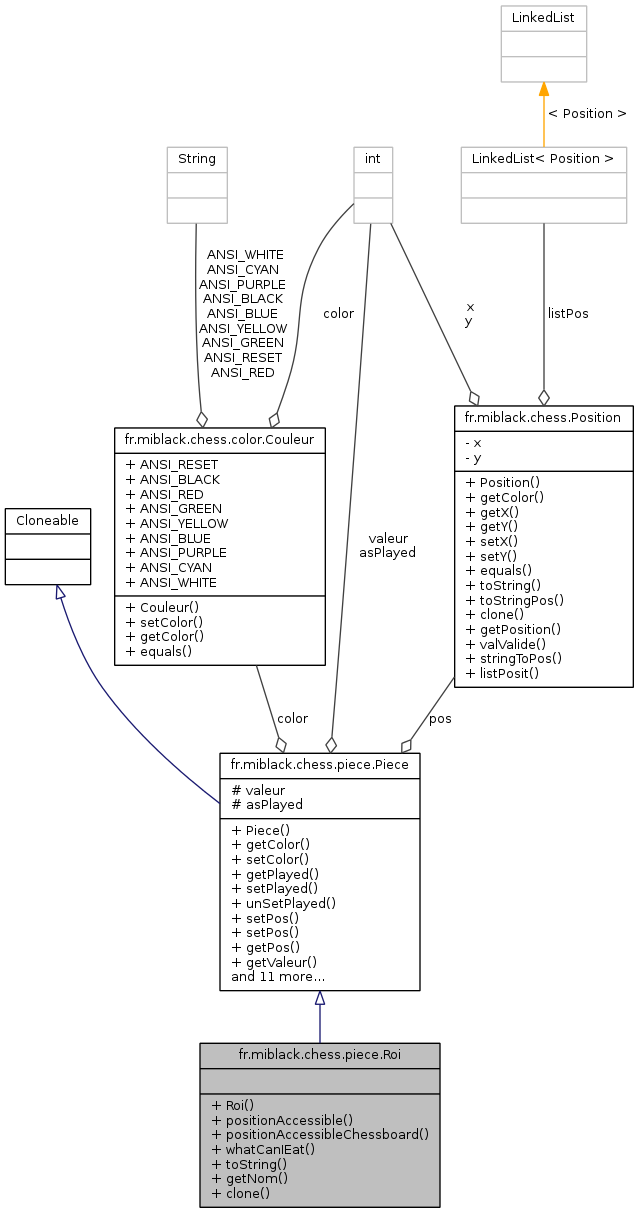 LinkedList
< Position >
String
int
LinkedList< Position >
ANSI_WHITE
ANSI_CYAN
ANSI_PURPLE
ANSI_BLACK
ANSI_BLUE
ANSI_YELLOW
ANSI_GREEN
ANSI_RESET
ANSI_RED
color
x
y
listPos
fr.miblack.chess.Position
- x
- y
+ Position()
+ getColor()
+ getX()
+ getY()
+ setX()
+ setY()
+ equals()
+ toString()
+ toStringPos()
+ clone()
+ getPosition()
+ valValide()
+ stringToPos()
+ listPosit()
fr.miblack.chess.color.Couleur
+ ANSI_RESET
+ ANSI_BLACK
+ ANSI_RED
+ ANSI_GREEN
+ ANSI_YELLOW
+ ANSI_BLUE
+ ANSI_PURPLE
+ ANSI_CYAN
+ ANSI_WHITE
+ Couleur()
+ setColor()
+ getColor()
+ equals()
Cloneable
valeur
asPlayed
color
pos
fr.miblack.chess.piece.Piece
# valeur
# asPlayed
+ Piece()
+ getColor()
+ setColor()
+ getPlayed()
+ setPlayed()
+ unSetPlayed()
+ setPos()
+ setPos()
+ getPos()
+ getValeur()
and 11 more...
fr.miblack.chess.piece.Roi
+ Roi()
+ positionAccessible()
+ positionAccessibleChessboard()
+ whatCanIEat()
+ toString()
+ getNom()
+ clone()